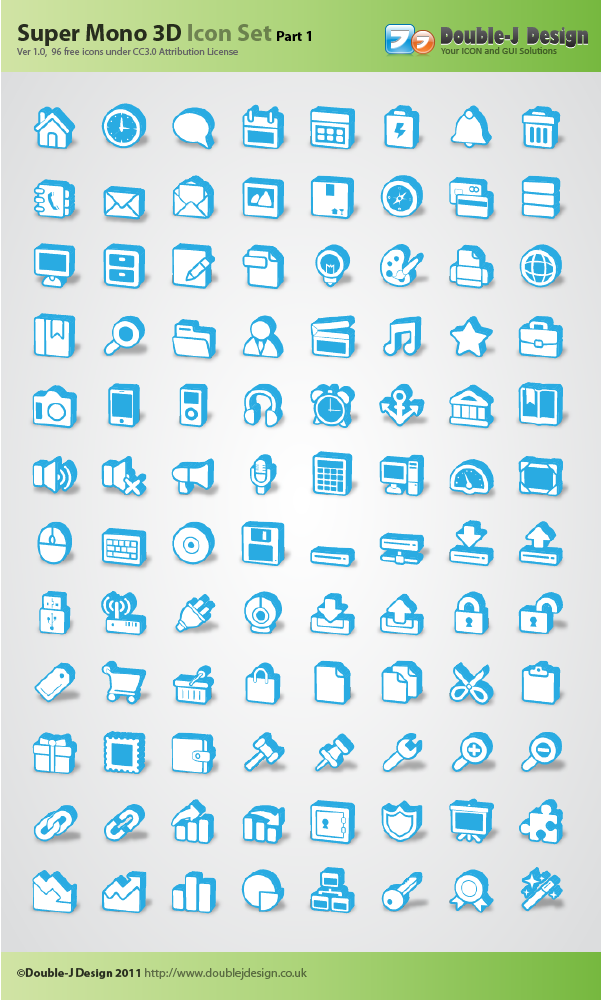 Super Mono 3D Icon Set Part 1
Ver 1.0, 96 free icons under CC3.0 Attribution License
Double-J Design
Your ICON and GUI Solutions
©Double-J Design 2011 http://www.doublejdesign.co.uk